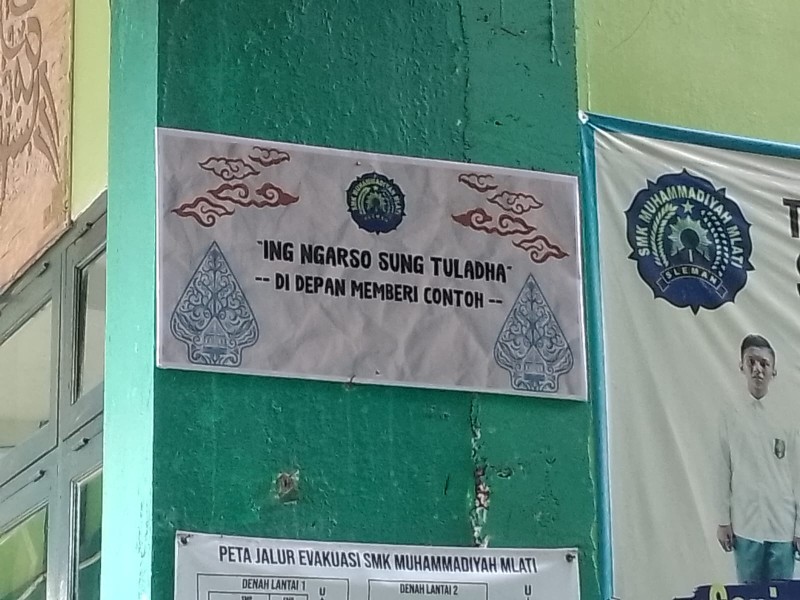 "ING NGARSO SUNG TULADHA"
-- DI DEPAN MEMBERI CONTOH --
SMK MUHAMMADIYAH MLATI
SLEMAN
PETA JALUR EVAKUASI SMK MUHAMMADIYAH MLATI
DENAH LANTAI 1
U
DENAH LANTAI 2
U